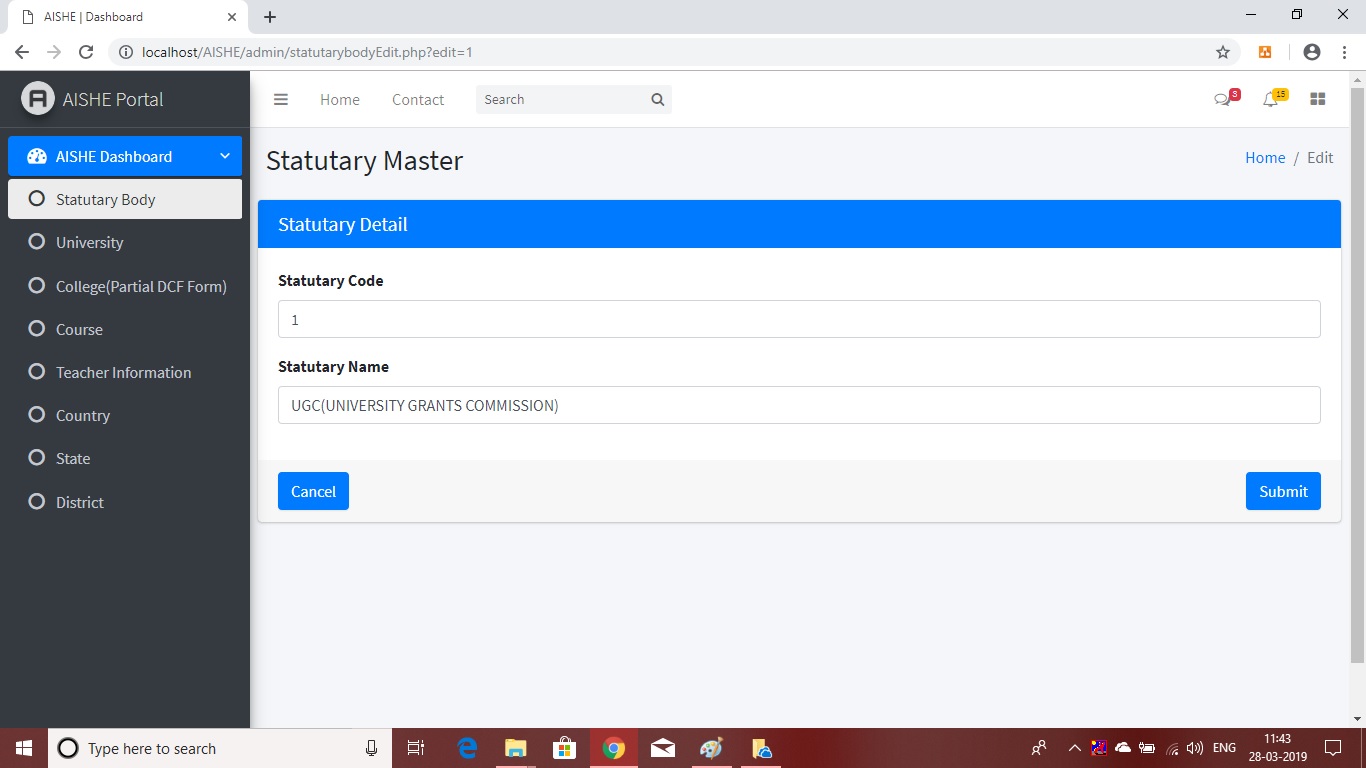 AISHE | Dashboard
localhost/AISHE/admin/statutarybodyEdit.php?edit=1
AISHE Portal
Home
Contact
Search
3
15
AISHE Dashboard
Statutary Body
University
College(Partial DCF Form)
Course
Teacher Information
Country
State
District
Statutary Master
Home / Edit
Statutary Detail
Statutary Code
1
Statutary Name
UGC(UNIVERSITY GRANTS COMMISSION)
Cancel
Submit
Type here to search
ENG
11:43
28-03-2019